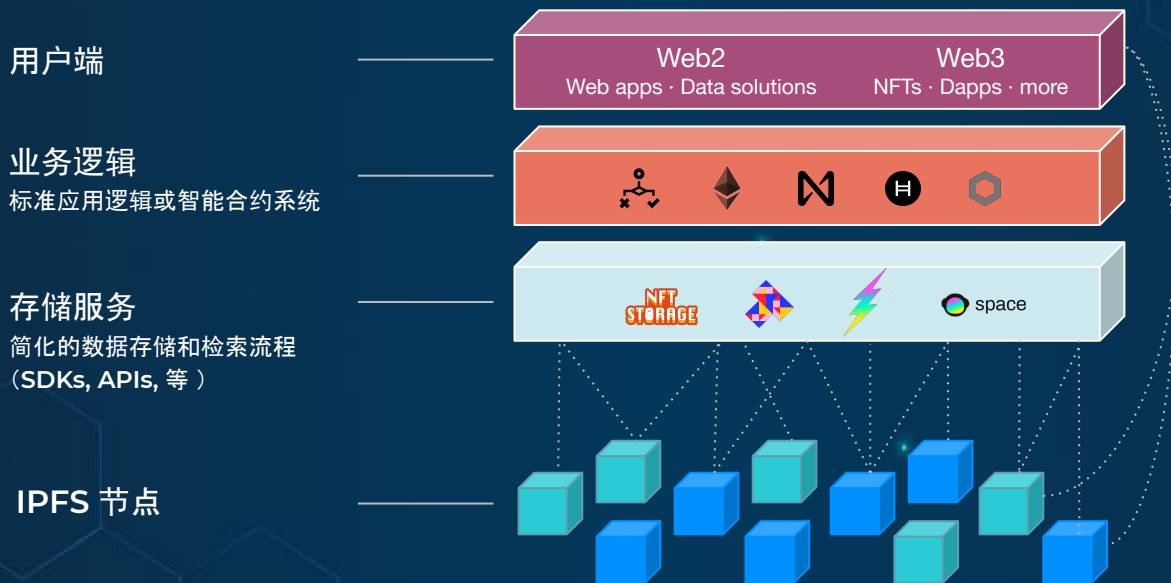 用户端
Web2
Web3
Web apps · Data solutions
NFTs · Dapps · more
业务逻辑
标准应用逻辑或智能合约系统
存储服务
简化的数据存储和检索流程
（SDKs, APIs, 等 ）
NFT
STORAGE
space
IPFS 节点